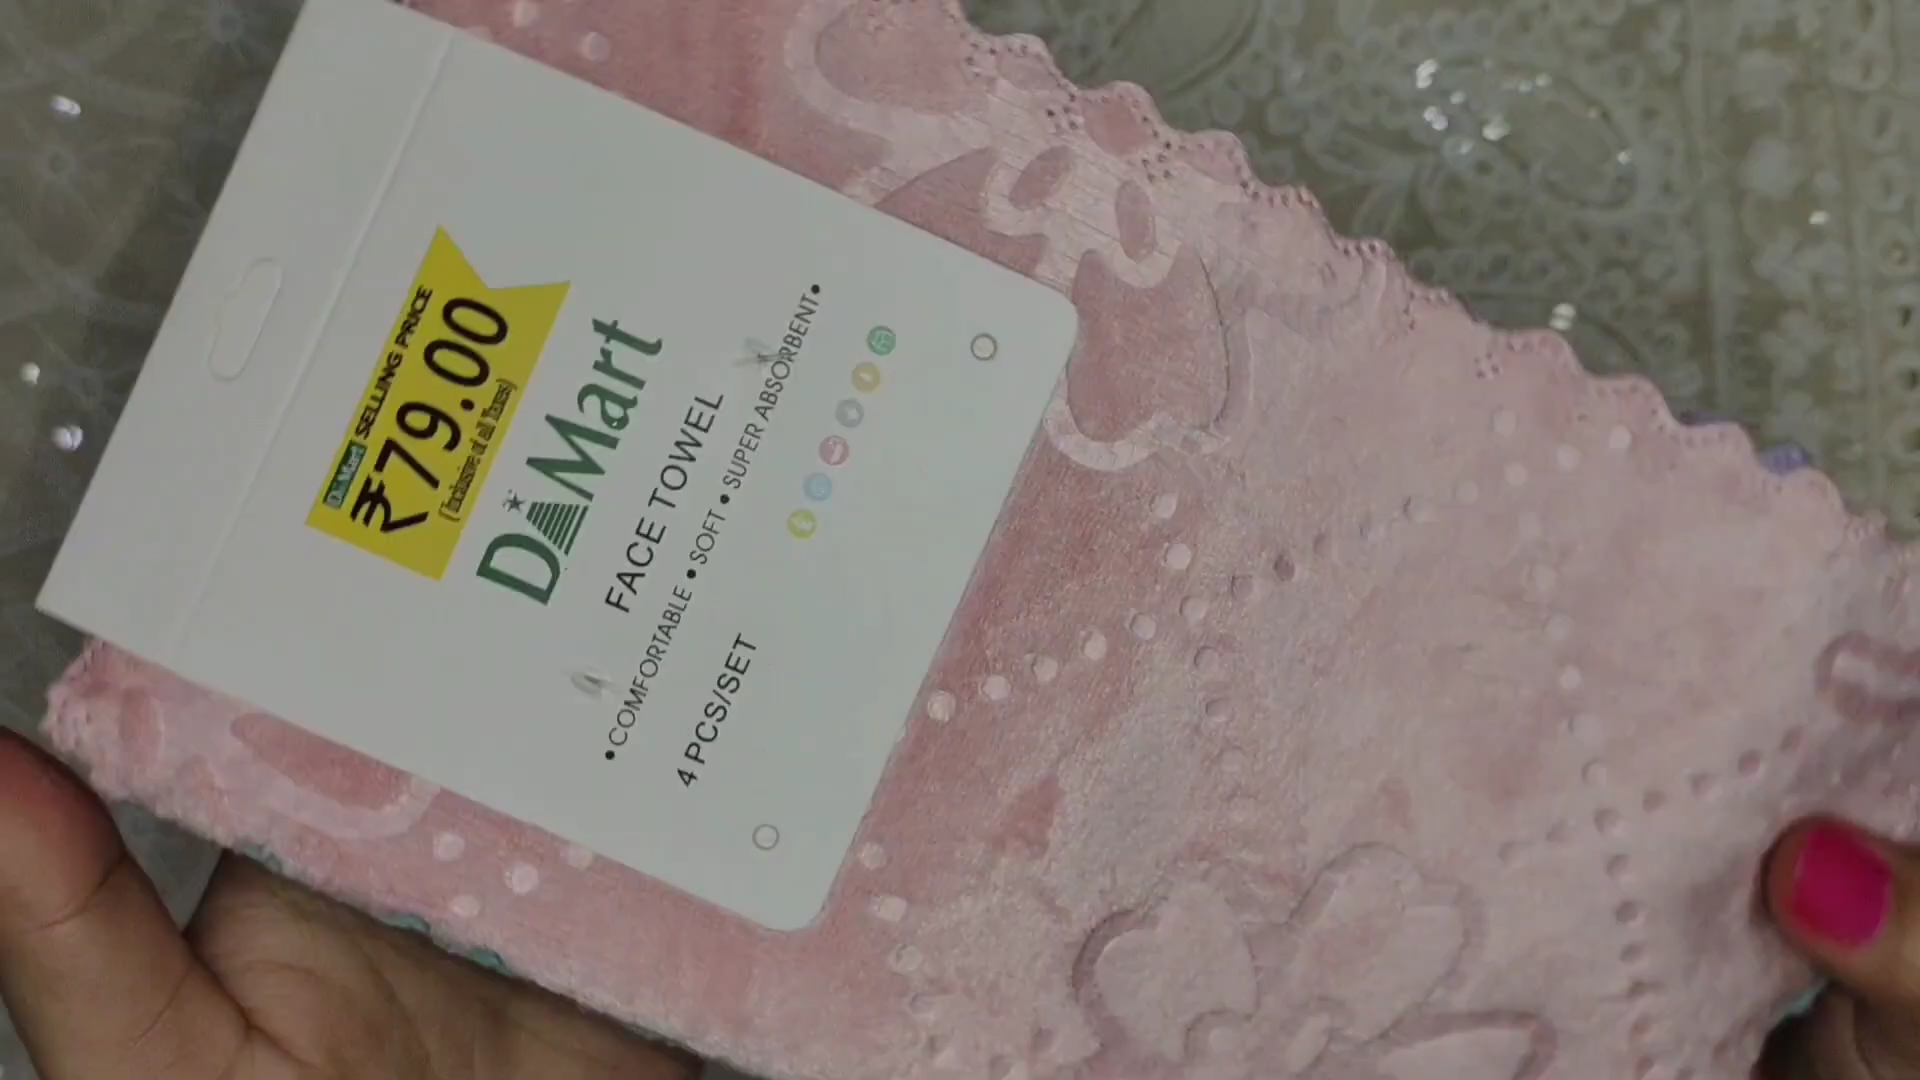 DMart SELLING PRICE
₹79.00
(Inclusive of all Taxes)
DMart
FACE TOWEL
•COMFORTABLE •SOFT •SUPER ABSORBENT•
4 PCS/SET